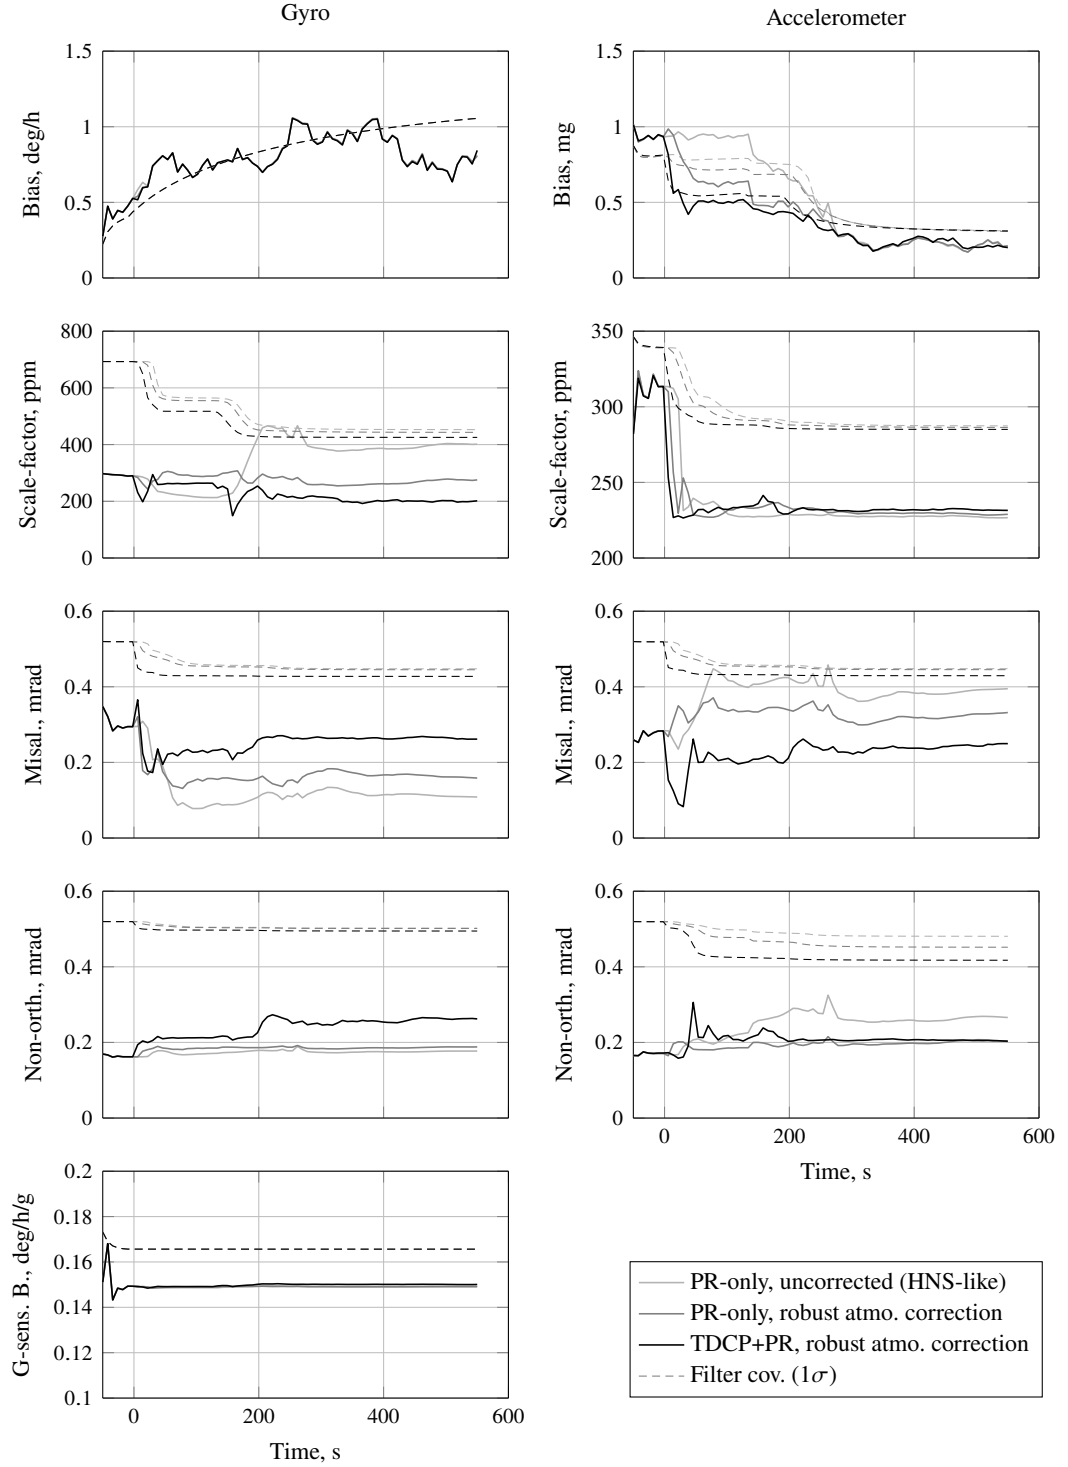 Gyro
Accelerometer
Bias, deg/h
1.5
1
0.5
0
Bias, mg
1.5
1
0.5
0
Scale-factor, ppm
800
600
400
200
0
Scale-factor, ppm
350
300
250
200
Misal., mrad
0.6
0.4
0.2
0
Misal., mrad
0.6
0.4
0.2
0
Non-orth., mrad
0.6
0.4
0.2
0
Non-orth., mrad
0.6
0.4
0.2
0
0 200 400 600
Time, s
G-sens. B., deg/h/g
0.2
0.18
0.16
0.14
0.12
0.1
0 200 400 600
Time, s
PR-only, uncorrected (HNS-like)
PR-only, robust atmo. correction
TDCP+PR, robust atmo. correction
Filter cov. (1σ)